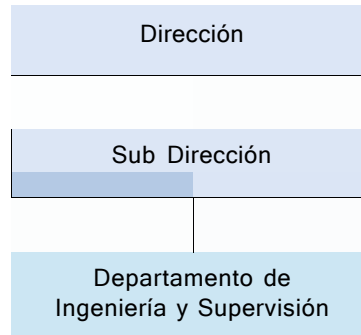 Dirección
Sub Dirección
Departamento de
Ingeniería y Supervisión